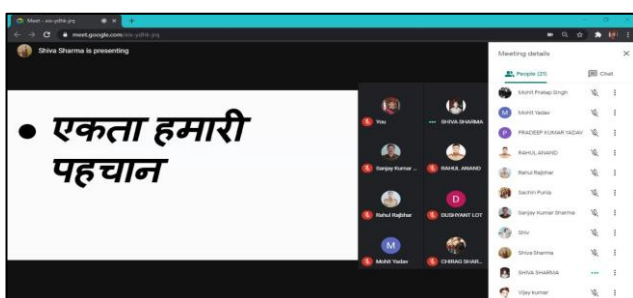 Meet - xix-ydhk-jrq
meet.google.com/xix-ydhk-jrq
Shiva Sharma is presenting
• एकता हमारी
पहचान
You
SHIVA SHARMA
Sanjay Kumar ...
RAHUL ANAND
Rahul Rajbhar
DUSHYANT LOT
D
M
Mohit Yadav
CHIRAG SHAR...
Meeting details
People (21)
Chat
Mohit Pratap Singh
M
Mohit Yadav
P
PRADEEP KUMAR YADAV
RAHUL ANAND
Rahul Rajbhar
Sachin Punia
Sanjay Kumar Sharma
Shiv
Shiva Sharma
SHIVA SHARMA
Vijay kumar